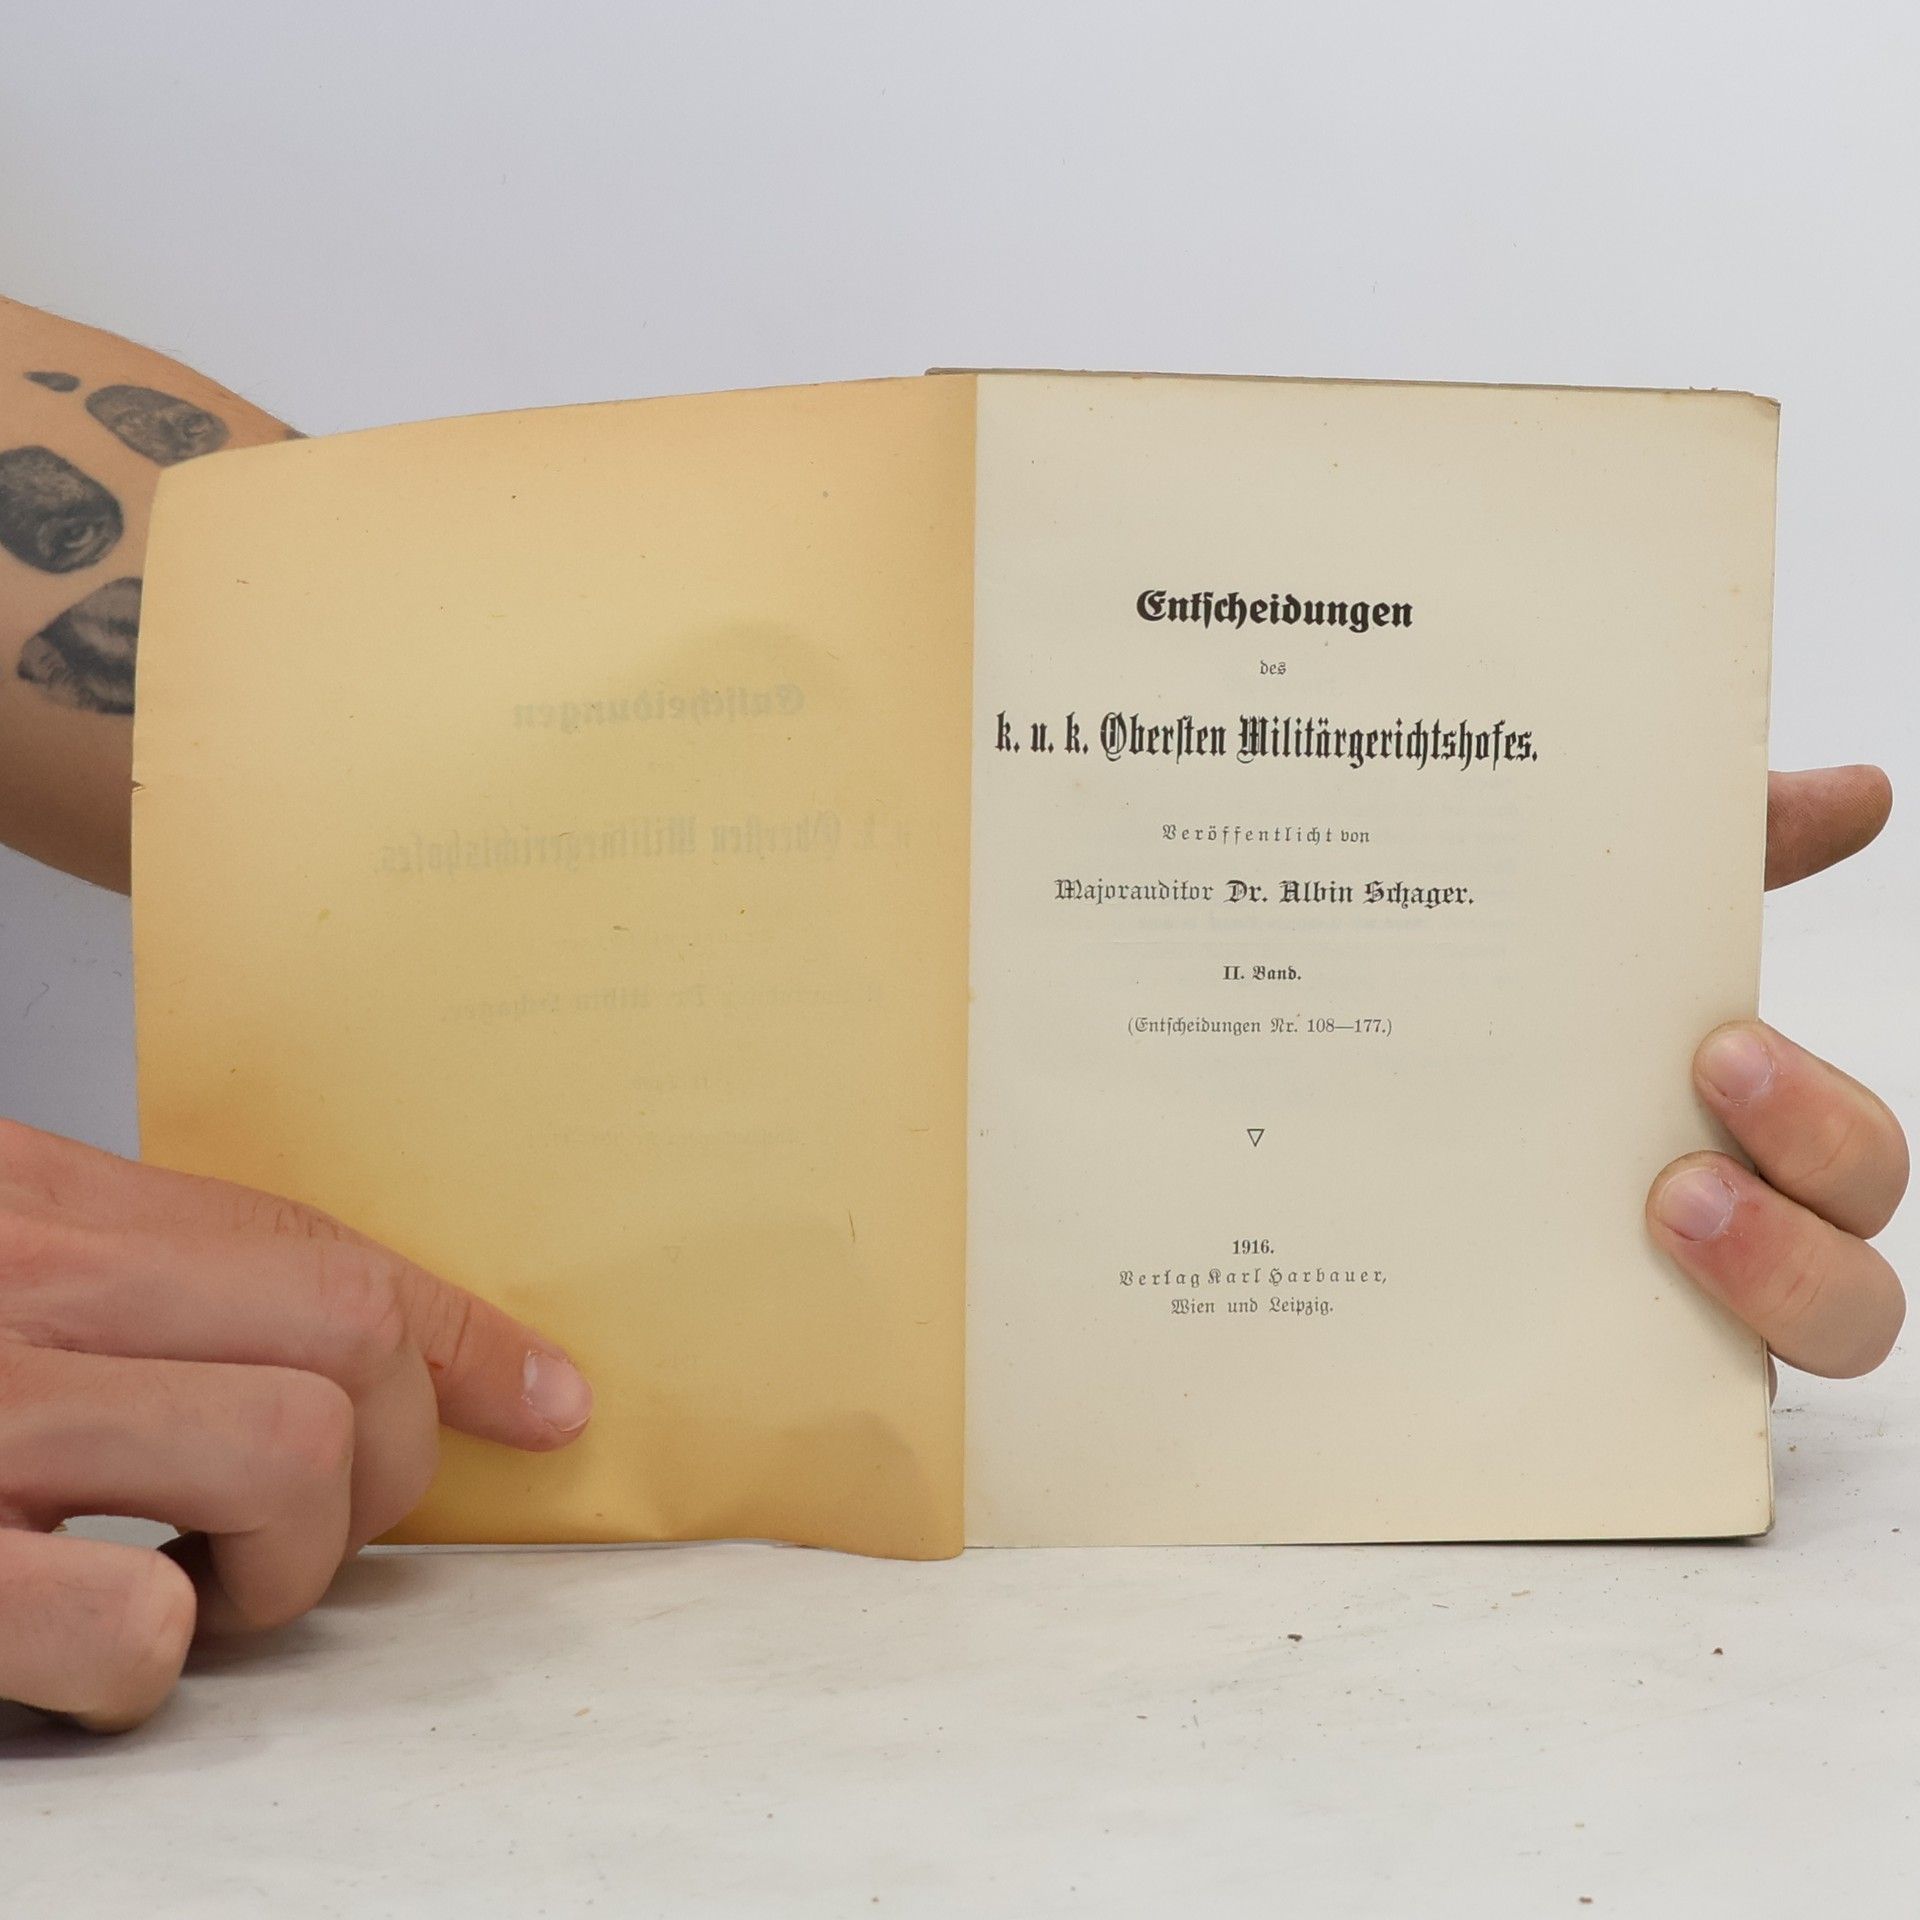 Entscheidungen
des
k. u. k. Obersten Militärgerichtshofes.
Veröffentlicht von
Majorauditor Dr. Albin Schager.
II. Band.
(Entscheidungen Nr. 108—177.)
1916.
Verlag Karl Harbauer,
Wien und Leipzig.